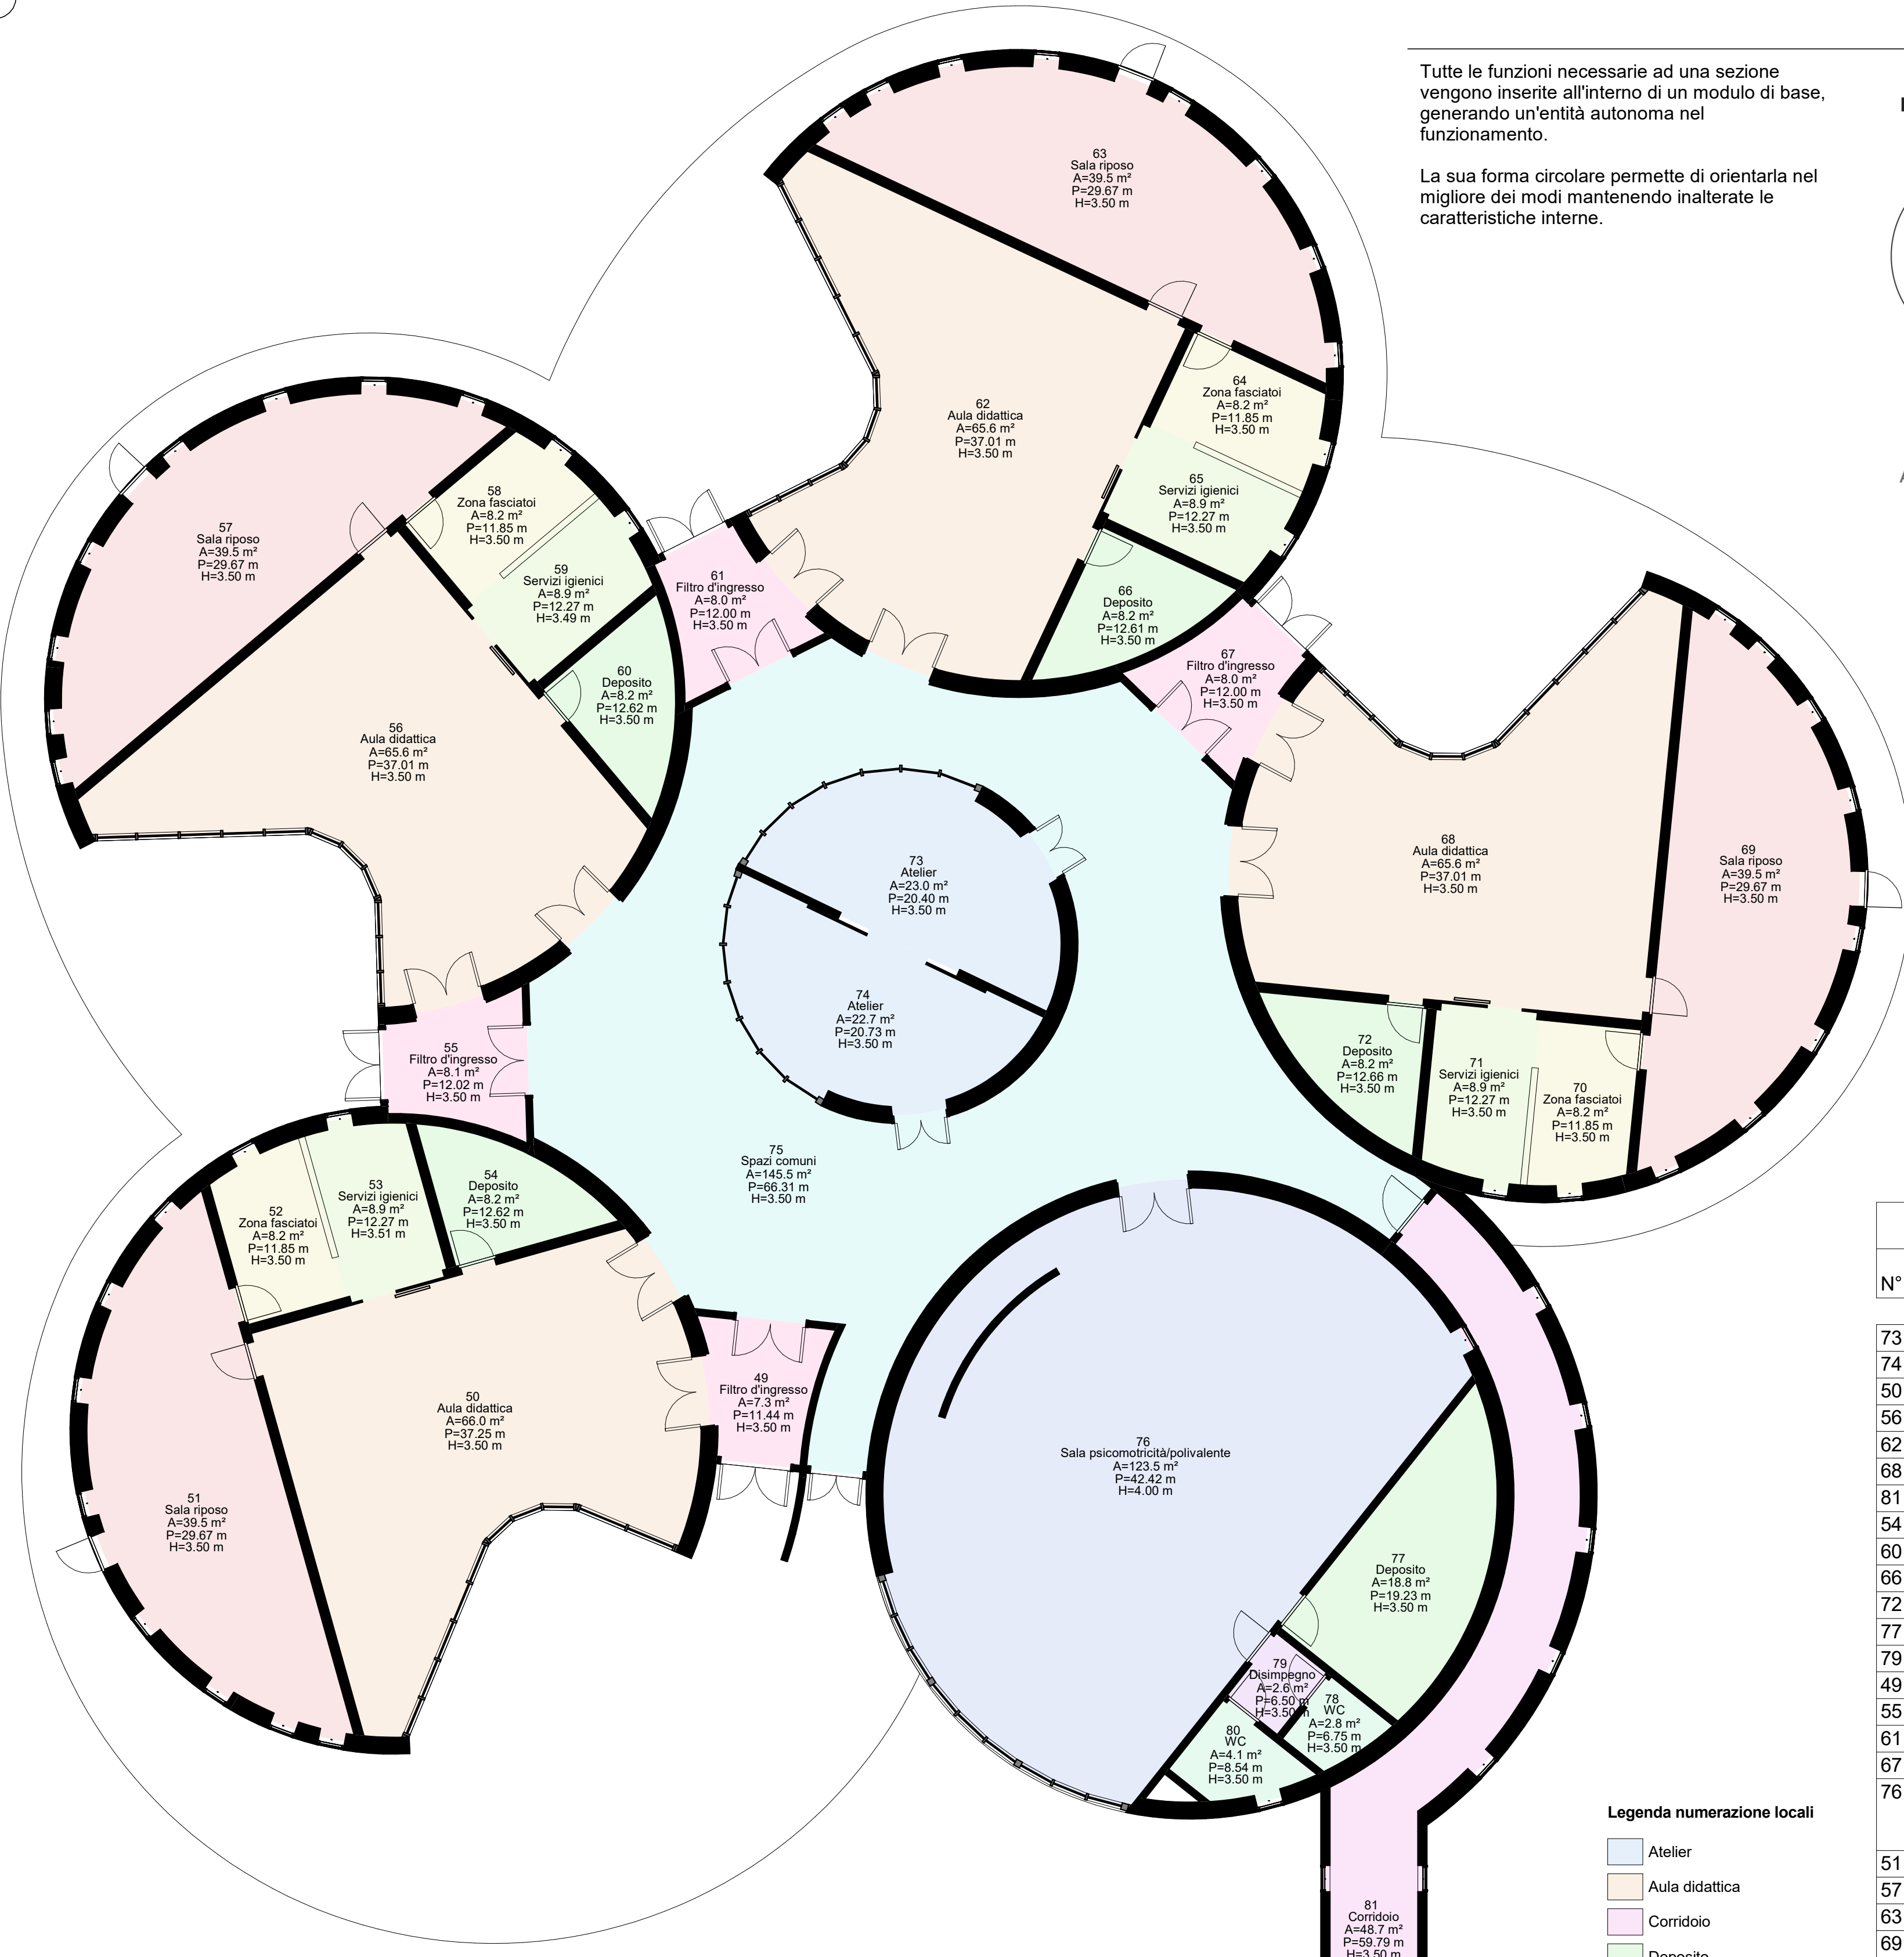 Tutte le funzioni necessarie ad una sezione
vengono inserite all'interno di un modulo di base,
generando un'entità autonoma nel
funzionamento.
La sua forma circolare permette di orientarla nel
migliore dei modi mantenendo inalterate le
caratteristiche interne.
63
Sala riposo
A=39.5 m²
P=29.67 m
H=3.50 m
62
Aula didattica
A=65.6 m²
P=37.01 m
H=3.50 m
64
Zona fasciatoi
A=8.2 m²
P=11.85 m
H=3.50 m
65
Servizi igienici
A=8.9 m²
P=12.27 m
H=3.50 m
66
Deposito
A=8.2 m²
P=12.61 m
H=3.50 m
57
Sala riposo
A=39.5 m²
P=29.67 m
H=3.50 m
58
Zona fasciatoi
A=8.2 m²
P=11.85 m
H=3.50 m
59
Servizi igienici
A=8.9 m²
P=12.27 m
H=3.49 m
60
Deposito
A=8.2 m²
P=12.62 m
H=3.50 m
61
Filtro d'ingresso
A=8.0 m²
P=12.00 m
H=3.50 m
67
Filtro d'ingresso
A=8.0 m²
P=12.00 m
H=3.50 m
56
Aula didattica
A=65.6 m²
P=37.01 m
H=3.50 m
73
Atelier
A=23.0 m²
P=20.40 m
H=3.50 m
74
Atelier
A=22.7 m²
P=20.73 m
H=3.50 m
68
Aula didattica
A=65.6 m²
P=37.01 m
H=3.50 m
69
Sala riposo
A=39.5 m²
P=29.67 m
H=3.50 m
72
Deposito
A=8.2 m²
P=12.66 m
H=3.50 m
71
Servizi igienici
A=8.9 m²
P=12.27 m
H=3.50 m
70
Zona fasciatoi
A=8.2 m²
P=11.85 m
H=3.50 m
55
Filtro d'ingresso
A=8.1 m²
P=12.02 m
H=3.50 m
75
Spazi comuni
A=145.5 m²
P=66.31 m
H=3.50 m
54
Deposito
A=8.2 m²
P=12.62 m
H=3.50 m
53
Servizi igienici
A=8.9 m²
P=12.27 m
H=3.51 m
52
Zona fasciatoi
A=8.2 m²
P=11.85 m
H=3.50 m
50
Aula didattica
A=66.0 m²
P=37.25 m
H=3.50 m
49
Filtro d'ingresso
A=7.3 m²
P=11.44 m
H=3.50 m
51
Sala riposo
A=39.5 m²
P=29.67 m
H=3.50 m
76
Sala psicomotricità/polivalente
A=123.5 m²
P=42.42 m
H=4.00 m
77
Deposito
A=18.8 m²
P=19.23 m
H=3.50 m
79
Disimpegno
A=2.6 m²
P=6.50 m
H=3.50 m
78
WC
A=2.8 m²
P=6.75 m
H=3.50 m
80
WC
A=4.1 m²
P=8.54 m
H=3.50 m
81
Corridoio
A=48.7 m²
P=59.79 m
H=3.50 m
Legenda numerazione locali
Atelier
Aula didattica
Corridoio
Deposito
N°
73
74
50
56
62
68
81
54
60
66
72
77
79
49
55
61
67
76
51
57
63
69